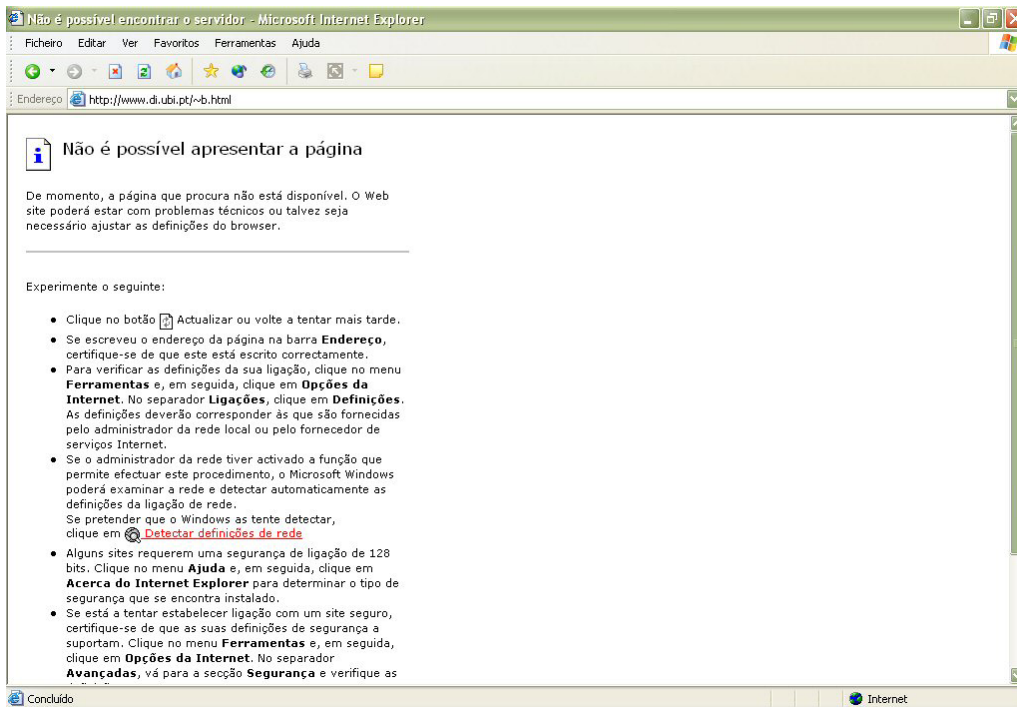 Não é possível encontrar o servidor - Microsoft Internet Explorer
Ficheiro Editar Ver Favoritos Ferramentas Ajuda
Endereço http://www.di.ubi.pt/~b.html
Não é possível apresentar a página
De momento, a página que procura não está disponível. O Web
site poderá estar com problemas técnicos ou talvez seja
necessário ajustar as definições do browser.
Experimente o seguinte:
Clique no botão Actualizar ou volte a tentar mais tarde.
Se escreveu o endereço da página na barra Endereço,
certifique-se de que este está escrito correctamente.
Para verificar as definições da sua ligação, clique no menu
Ferramentas e, em seguida, clique em Opções da
Internet. No separador Ligações, clique em Definições.
As definições deverão corresponder às que são fornecidas
pelo administrador da rede local ou pelo fornecedor de
serviços Internet.
Se o administrador da rede tiver activado a função que
permite efectuar este procedimento, o Microsoft Windows
poderá examinar a rede e detectar automaticamente as
definições da ligação de rede.
Se pretender que o Windows as tente detectar,
clique em Detectar definições de rede
Alguns sites requerem uma segurança de ligação de 128
bits. Clique no menu Ajuda e, em seguida, clique em
Acerca do Internet Explorer para determinar o tipo de
segurança que se encontra instalado.
Se está a tentar estabelecer ligação com um site seguro,
certifique-se de que as suas definições de segurança a
suportam. Clique no menu Ferramentas e, em seguida,
clique em Opções da Internet. No separador
Avançadas, vá para a secção Segurança e verifique as
Concluído Internet